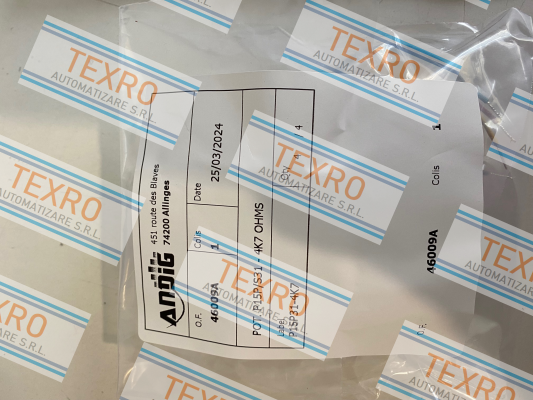 ANDIG
451 route des Blaves
74200 Allinges
O.F.
46009A
Colis
1
Date
25/03/2024
POT. P15P/S31 - 4K7 OHMS
P15P31-4K7
4
O.F.
46009A
Colis
1
TEXRO
AUTOMATIZARE S.R.L.
TEXRO
AUTOMATIZARE S.R.L.
TEXRO
AUTOMATIZARE S.R.L.
TEXRO
AUTOMATIZARE S.R.L.
TEXRO
AUTOMATIZARE S.R.L.
TEXRO
AUTOMATIZARE S.R.L.
TEXRO
TEXRO